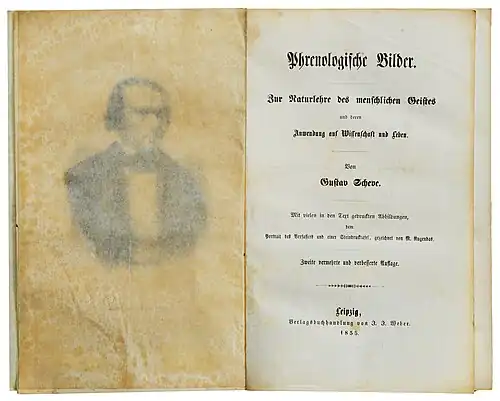 Phrenologische Bilder.
Zur Naturlehre des menschlichen Geistes
und deren
Anwendung auf Wissenschaft und Leben.
Von
Gustav Scheve.
Mit vielen in den Text gedruckten Abbildungen,
dem
Portrait des Verfassers und einer Steindrucktafel, gezeichnet von M. Rugendas.
Zweite vermehrte und verbesserte Auflage.
Leipzig,
Verlagsbuchhandlung von J. J. Weber.
1855.